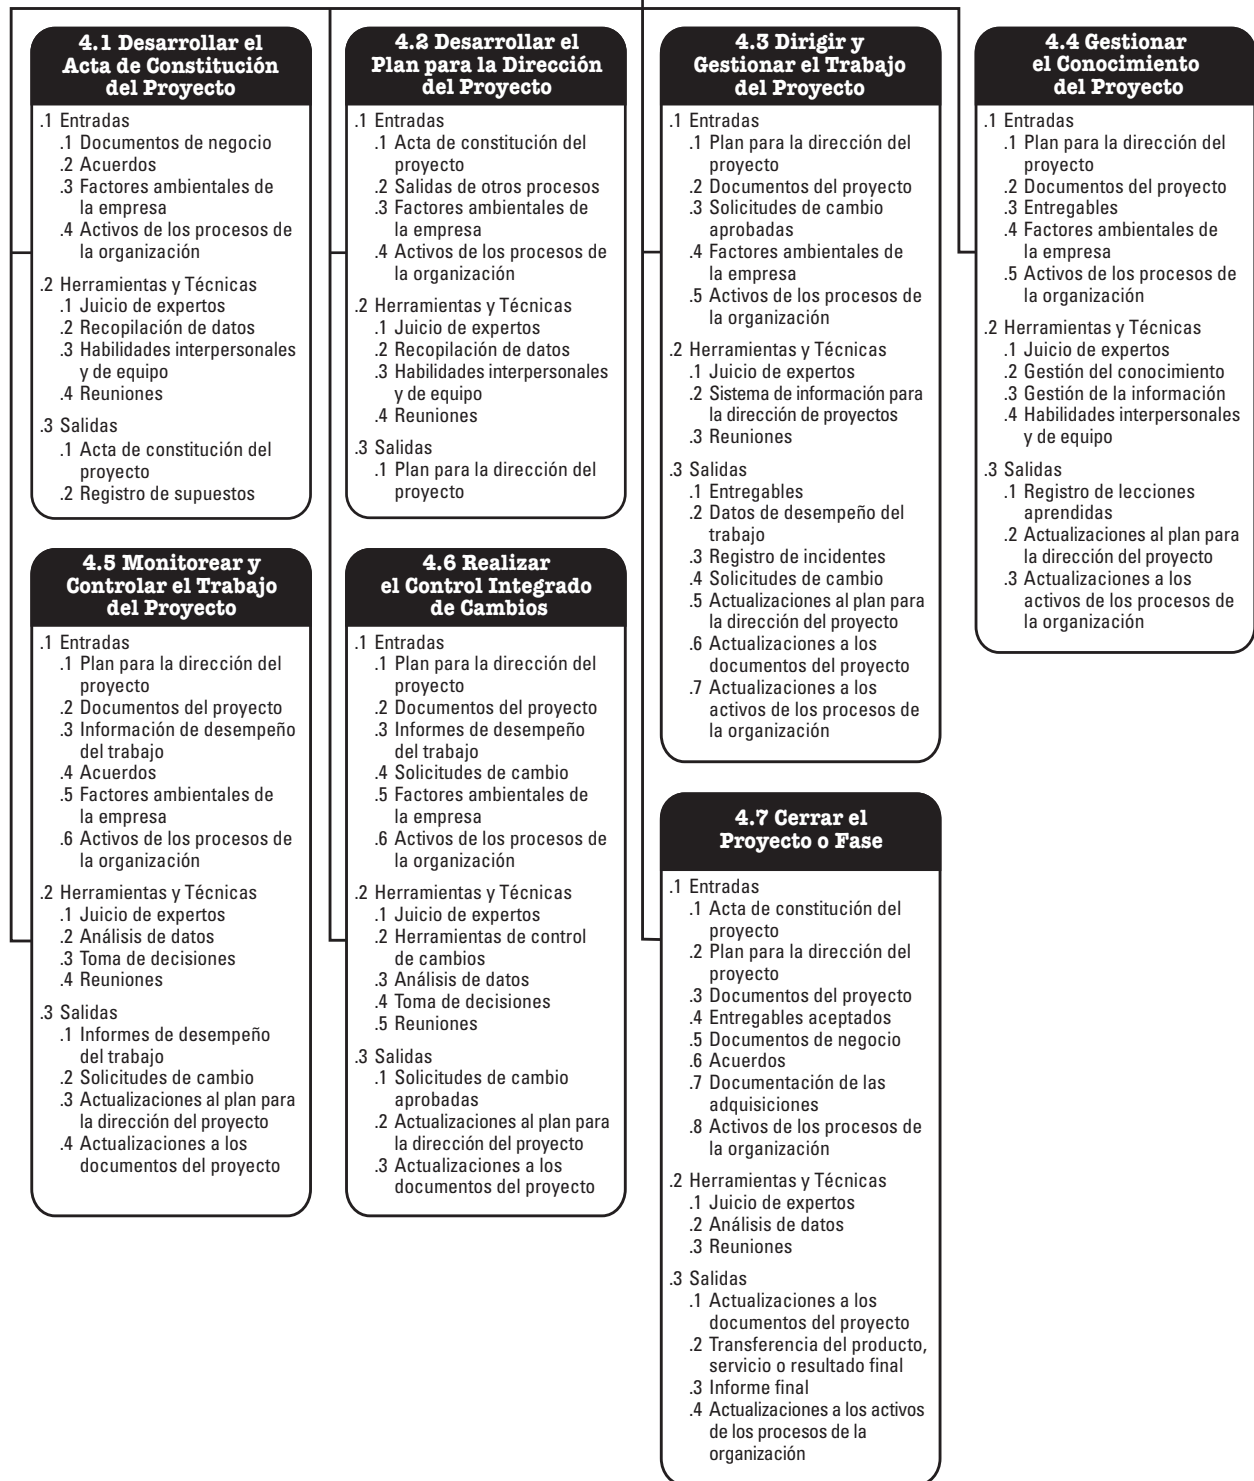 4.1 Desarrollar el
Acta de Constitución
del Proyecto
.1 Entradas
.1 Documentos de negocio
.2 Acuerdos
.3 Factores ambientales de
la empresa
.4 Activos de los procesos de
la organización
.2 Herramientas y Técnicas
.1 Juicio de expertos
.2 Recopilación de datos
.3 Habilidades interpersonales
y de equipo
.4 Reuniones
.3 Salidas
.1 Acta de constitución del
proyecto
.2 Registro de supuestos
4.2 Desarrollar el
Plan para la Dirección
del Proyecto
.1 Entradas
.1 Acta de constitución del
proyecto
.2 Salidas de otros procesos
.3 Factores ambientales de
la empresa
.4 Activos de los procesos de
la organización
.2 Herramientas y Técnicas
.1 Juicio de expertos
.2 Recopilación de datos
.3 Habilidades interpersonales
y de equipo
.4 Reuniones
.3 Salidas
.1 Plan para la dirección del
proyecto
4.3 Dirigir y
Gestionar el Trabajo
del Proyecto
.1 Entradas
.1 Plan para la dirección del
proyecto
.2 Documentos del proyecto
.3 Solicitudes de cambio
aprobadas
.4 Factores ambientales de
la empresa
.5 Activos de los procesos de
la organización
.2 Herramientas y Técnicas
.1 Juicio de expertos
.2 Sistema de información para
la dirección de proyectos
.3 Reuniones
.3 Salidas
.1 Entregables
.2 Datos de desempeño del
trabajo
.3 Registro de incidentes
.4 Solicitudes de cambio
.5 Actualizaciones al plan para
la dirección del proyecto
.6 Actualizaciones a los
documentos del proyecto
.7 Actualizaciones a los
activos de los procesos de
la organización
4.4 Gestionar
el Conocimiento
del Proyecto
.1 Entradas
.1 Plan para la dirección del
proyecto
.2 Documentos del proyecto
.3 Entregables
.4 Factores ambientales de
la empresa
.5 Activos de los procesos de
la organización
.2 Herramientas y Técnicas
.1 Juicio de expertos
.2 Gestión del conocimiento
.3 Gestión de la información
.4 Habilidades interpersonales
y de equipo
.3 Salidas
.1 Registro de lecciones
aprendidas
.2 Actualizaciones al plan para
la dirección del proyecto
.3 Actualizaciones a los
activos de los procesos de
la organización
4.5 Monitorear y
Controlar el Trabajo
del Proyecto
.1 Entradas
.1 Plan para la dirección del
proyecto
.2 Documentos del proyecto
.3 Información de desempeño
del trabajo
.4 Acuerdos
.5 Factores ambientales de
la empresa
.6 Activos de los procesos de
la organización
.2 Herramientas y Técnicas
.1 Juicio de expertos
.2 Análisis de datos
.3 Toma de decisiones
.4 Reuniones
.3 Salidas
.1 Informes de desempeño
del trabajo
.2 Solicitudes de cambio
.3 Actualizaciones al plan para
la dirección del proyecto
.4 Actualizaciones a los
documentos del proyecto
4.6 Realizar
el Control Integrado
de Cambios
.1 Entradas
.1 Plan para la dirección del
proyecto
.2 Documentos del proyecto
.3 Informes de desempeño
del trabajo
.4 Solicitudes de cambio
.5 Factores ambientales de
la empresa
.6 Activos de los procesos de
la organización
.2 Herramientas y Técnicas
.1 Juicio de expertos
.2 Herramientas de control
de cambios
.3 Análisis de datos
.4 Toma de decisiones
.5 Reuniones
.3 Salidas
.1 Solicitudes de cambio
aprobadas
.2 Actualizaciones al plan para
la dirección del proyecto
.3 Actualizaciones a los
documentos del proyecto
4.7 Cerrar el
Proyecto o Fase
.1 Entradas
.1 Acta de constitución del
proyecto
.2 Plan para la dirección del
proyecto
.3 Documentos del proyecto
.4 Entregables aceptados
.5 Documentos de negocio
.6 Acuerdos
.7 Documentación de las
adquisiciones
.8 Activos de los procesos de
la organización
.2 Herramientas y Técnicas
.1 Juicio de expertos
.2 Análisis de datos
.3 Reuniones
.3 Salidas
.1 Actualizaciones a los
documentos del proyecto
.2 Transferencia del producto,
servicio o resultado final
.3 Informe final
.4 Actualizaciones a los activos
de los procesos de la
organización